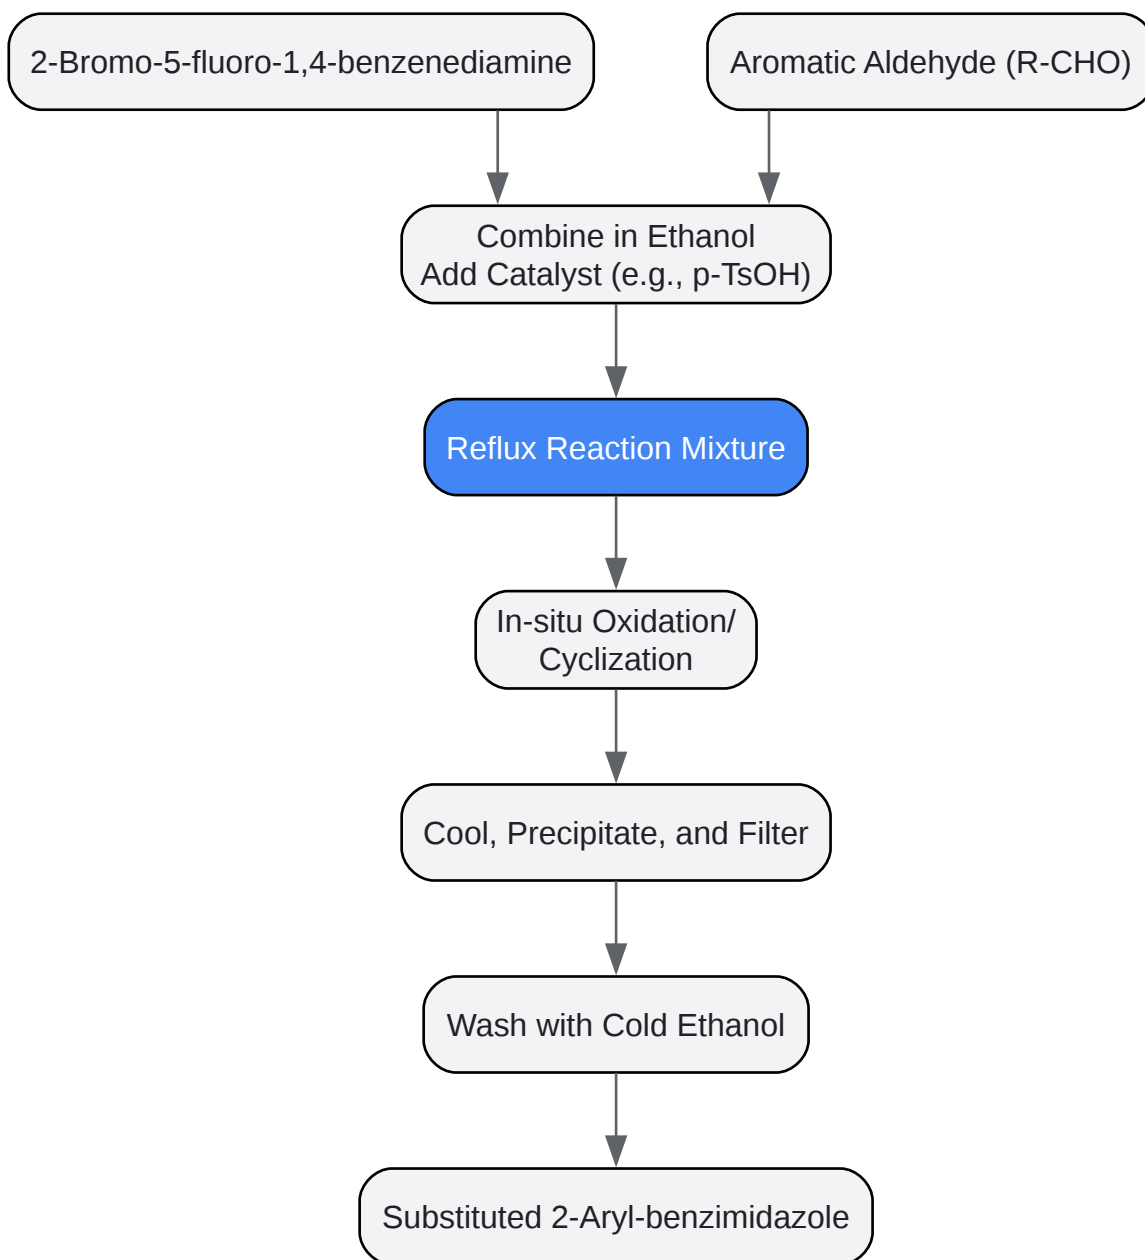 2-Bromo-5-fluoro-1,4-benzenediamine
Aromatic Aldehyde (R-CHO)
Combine in Ethanol
Add Catalyst (e.g., p-TsOH)
Reflux Reaction Mixture
In-situ Oxidation/
Cyclization
Cool, Precipitate, and Filter
Wash with Cold Ethanol
Substituted 2-Aryl-benzimidazole